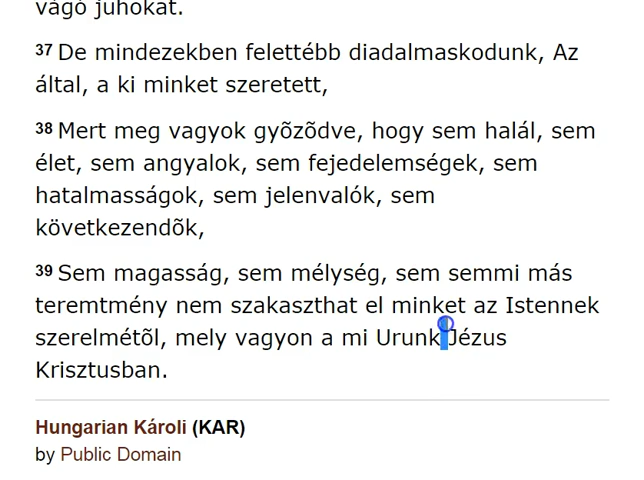 vágó juhokat.
37 De mindezekben felettébb diadalmaskodunk, Az
által, a ki minket szeretett,
38 Mert meg vagyok gyõzõdve, hogy sem halál, sem
élet, sem angyalok, sem fejedelemségek, sem
hatalmasságok, sem jelenvalók, sem
következendõk,
39 Sem magasság, sem mélység, sem semmi más
teremtmény nem szakaszthat el minket az Istennek
szerelmétõl, mely vagyon a mi Urunk Jézus
Krisztusban.
Hungarian Károli (KAR)
by Public Domain